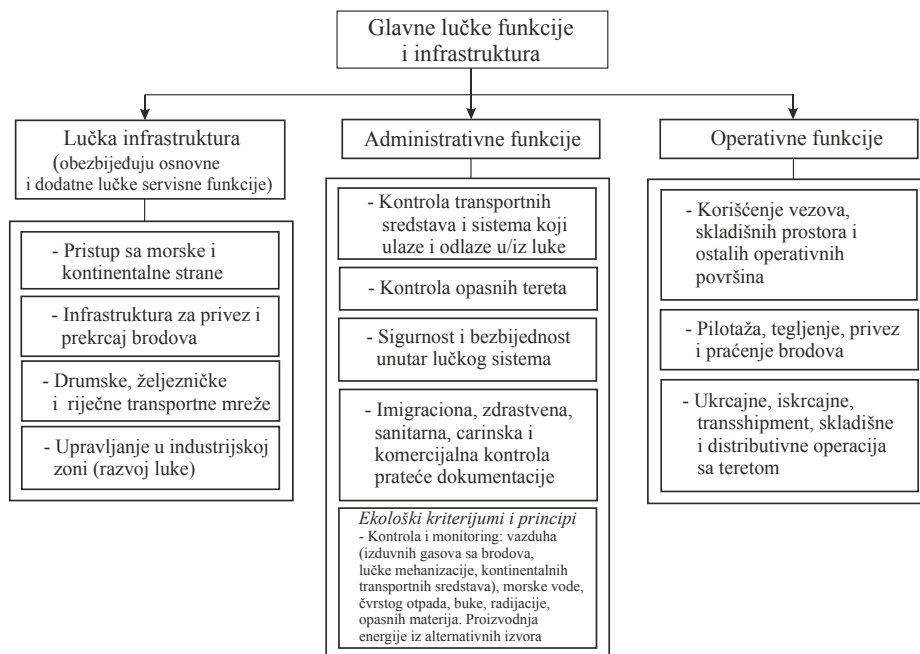 Glavne lučke funkcije
i infrastruktura
Lučka infrastruktura
(obezbijeđuju osnovne
i dodatne lučke servisne funkcije)
- Pristup sa morske i
kontinentalne strane
- Infrastruktura za privez i
prekrcaj brodova
- Drumske, željezničke
i riječne transportne mreže
- Upravljanje u industrijskoj
zoni (razvoj luke)
Administrativne funkcije
- Kontrola transportnih
sredstava i sistema koji
ulaze i odlaze u/iz luke
- Kontrola opasnih tereta
- Sigurnost i bezbijednost
unutar lučkog sistema
- Imigraciona, zdrastvena,
sanitarna, carinska i
komercijalna kontrola
prateće dokumentacije
Ekološki kriterijumi i principi
- Kontrola i monitoring: vazduha
(izduvnih gasova sa brodova,
lučke mehanizacije, kontinentalnih
transportnih sredstava), morske vode,
čvrstog otpada, buke, radijacije,
opasnih materija. Proizvodnja
energije iz alternativnih izvora
Operativne funkcije
- Korišćenje vezova,
skladišnih prostora i
ostalih operativnih
površina
- Pilotaža, tegljenje, privez
i praćenje brodova
- Ukrcajne, iskrcajne,
transshipment, skladišne
i distributivne operacija
sa teretom